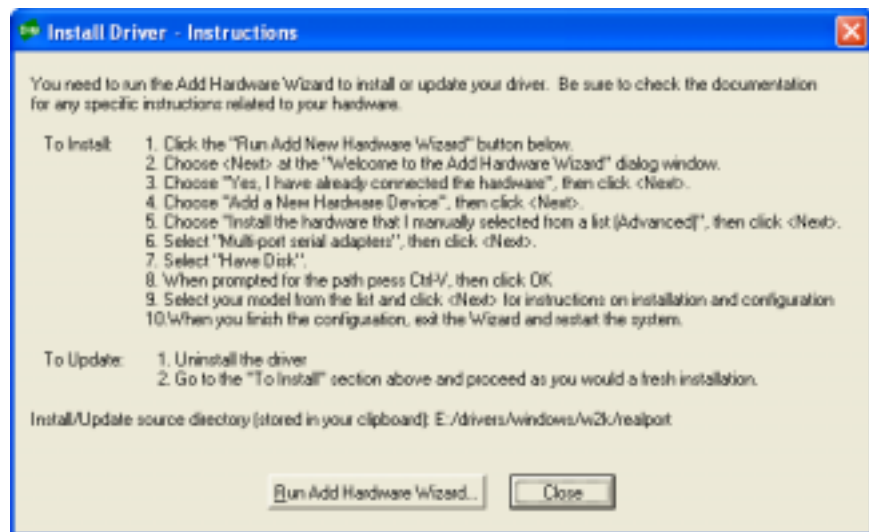 Install Driver - Instructions
You need to run the Add Hardware Wizard to install or update your driver. Be sure to check the documentation
for any specific instructions related to your hardware.
To Install: 1. Click the "Run Add New Hardware Wizard" button below.
2. Choose <Next> at the "Welcome to the Add Hardware Wizard" dialog window.
3. Choose "Yes, I have already connected the hardware", then click <Next>.
4. Choose "Add a New Hardware Device", then click <Next>.
5. Choose "Install the hardware that I manually selected from a list (Advanced)", then click <Next>.
6. Select "Multi-port serial adapters", then click <Next>.
7. Select "Have Disk".
8. When prompted for the path press Ctrl-V, then click OK
9. Select your model from the list and click <Next> for instructions on installation and configuration
10.When you finish the configuration, exit the Wizard and restart the system.
To Update: 1. Uninstall the driver
2. Go to the "To Install" section above and proceed as you would a fresh installation.
Install/Update source directory (stored in your clipboard): E:/drivers/windows/w2k/realport
Run Add Hardware Wizard... Close